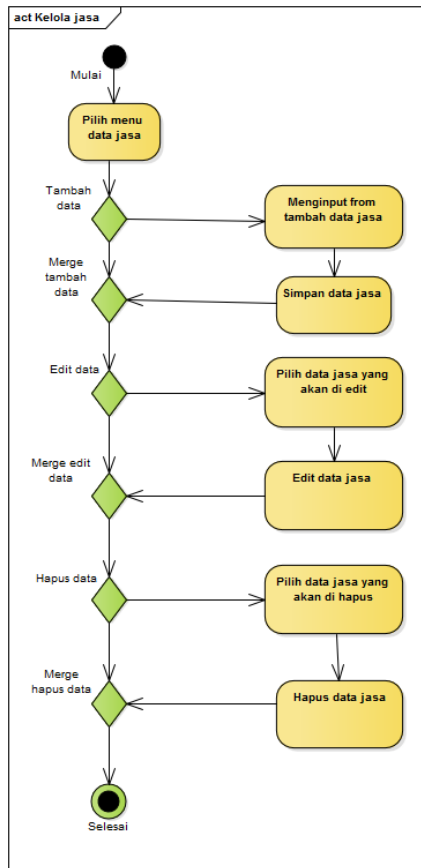 act Kelola jasa
Mulai
Pilih menu
data jasa
Tambah
data
Menginput from
tambah data jasa
Merge
tambah
data
Simpan data jasa
Edit data
Pilih data jasa yang
akan di edit
Merge edit
data
Edit data jasa
Hapus data
Pilih data jasa yang
akan di hapus
Merge
hapus data
Hapus data jasa
Selesai